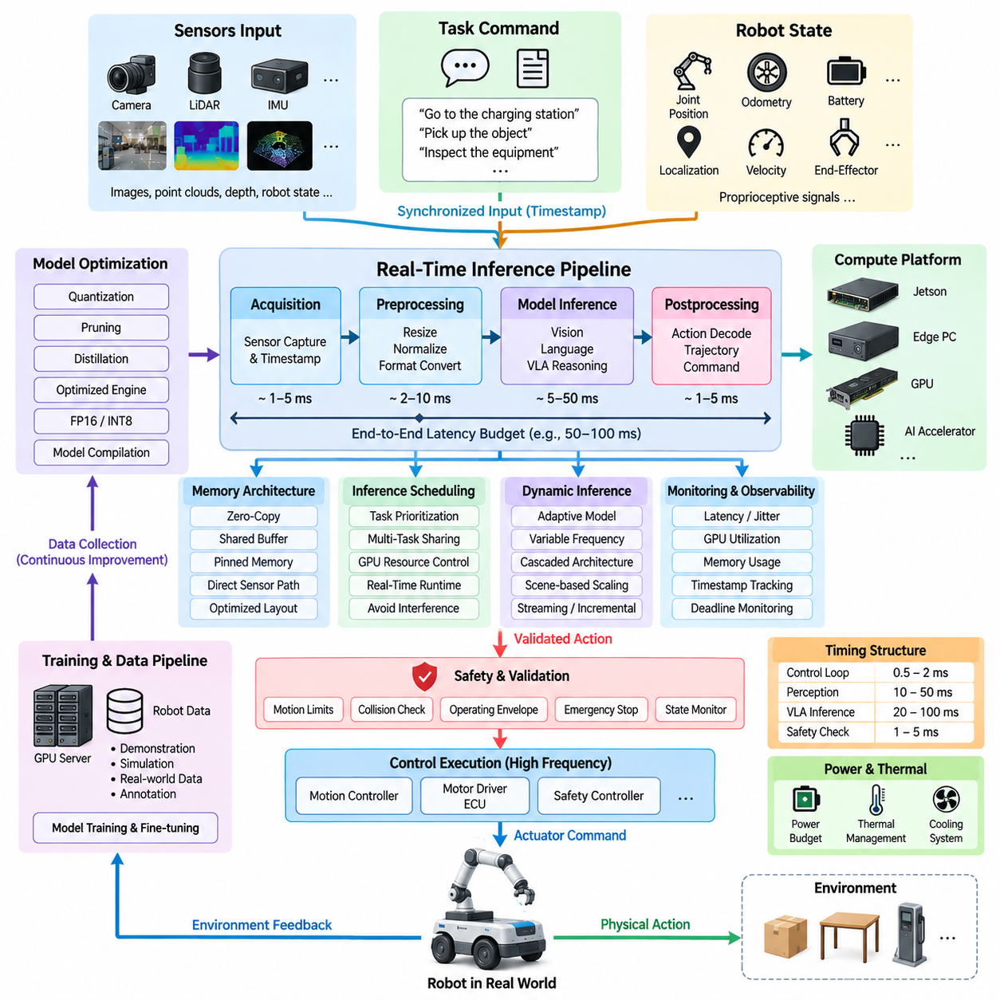 Sensors Input
Camera
LiDAR
IMU
...
...
Images, point clouds, depth, robot state ...
Task Command
“Go to the charging station”
“Pick up the object”
“Inspect the equipment”
...
Robot State
Joint
Position
Odometry
Battery
...
Localization
Velocity
End-Effector
...
Proprioceptive signals ...
Synchronized Input (Timestamp)
Model Optimization
Quantization
Pruning
Distillation
Optimized Engine
FP16 / INT8
Model Compilation
Real-Time Inference Pipeline
Acquisition
Sensor Capture
& Timestamp
~ 1–5 ms
Preprocessing
Resize
Normalize
Format Convert
~ 2–10 ms
Model Inference
Vision
Language
VLA Reasoning
~ 5–50 ms
Postprocessing
Action Decode
Trajectory
Command
~ 1–5 ms
End-to-End Latency Budget (e.g., 50–100 ms)
Compute Platform
Jetson
Edge PC
GPU
AI Accelerator
...
Memory Architecture
Zero-Copy
Shared Buffer
Pinned Memory
Direct Sensor Path
Optimized Layout
Inference Scheduling
Task Prioritization
Multi-Task Sharing
GPU Resource Control
Real-Time Runtime
Avoid Interference
Dynamic Inference
Adaptive Model
Variable Frequency
Cascaded Architecture
Scene-based Scaling
Streaming / Incremental
Monitoring & Observability
Latency / Jitter
GPU Utilization
Memory Usage
Timestamp Tracking
Deadline Monitoring
Data Collection
(Continuous Improvement)
Validated Action
Training & Data Pipeline
GPU Server
Robot Data
• Demonstration
• Simulation
• Real-world Data
• Annotation
Model Training & Fine-tuning
Safety & Validation
Motion Limits
Collision Check
Operating Envelope
Emergency Stop
State Monitor
Timing Structure
Control Loop 0.5 – 2 ms
Perception 10 – 50 ms
VLA Inference 20 – 100 ms
Safety Check 1 – 5 ms
Control Execution (High Frequency)
Motion Controller
Motor Driver
ECU
Safety Controller
...
Power & Thermal
Power
Budget
Thermal
Management
Cooling
System
Actuator Command
Environment Feedback
Physical Action
Robot in Real World
Environment
...